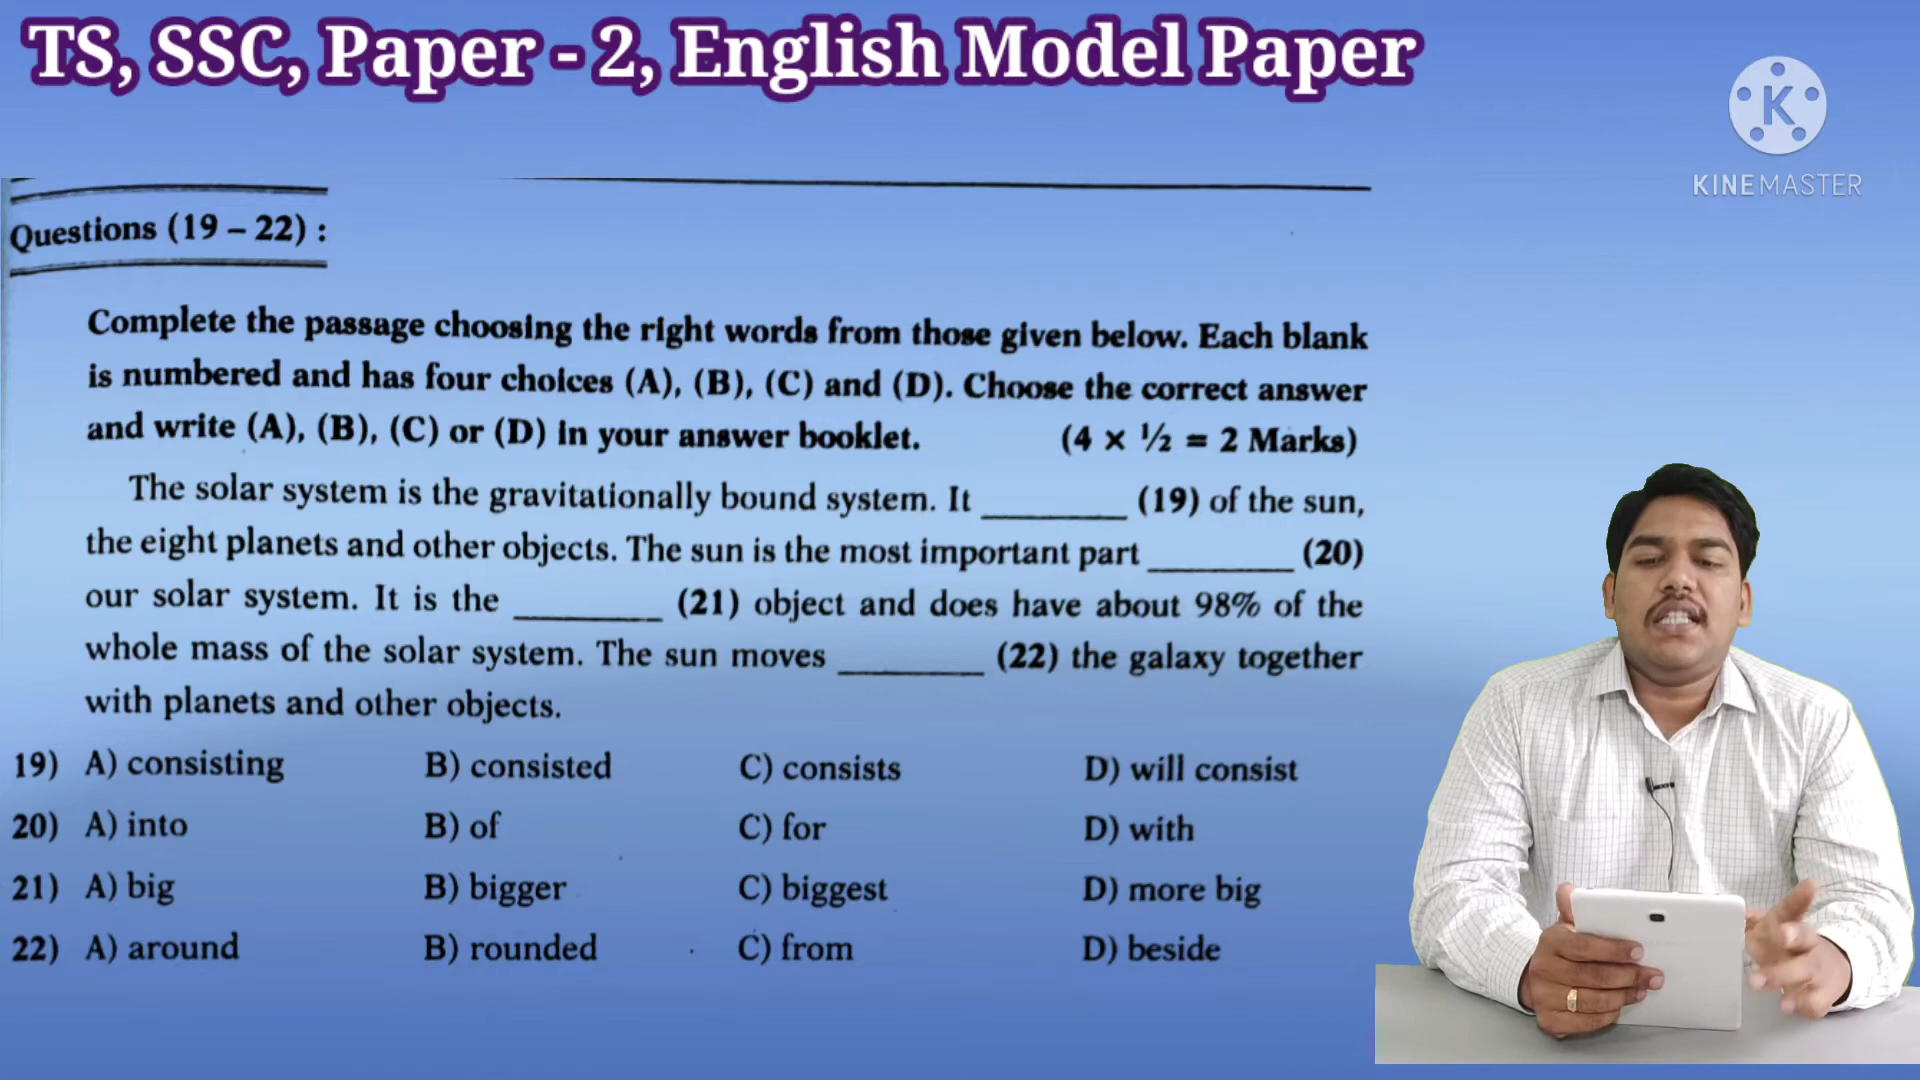 TS, SSC, Paper - 2, English Model Paper
K
KINEMASTER
Questions (19 – 22) :
Complete the passage choosing the right words from those given below. Each blank
is numbered and has four choices (A), (B), (C) and (D). Choose the correct answer
and write (A), (B), (C) or (D) in your answer booklet. (4 × ½ = 2 Marks)
The solar system is the gravitationally bound system. It ________ (19) of the sun,
the eight planets and other objects. The sun is the most important part ________ (20)
our solar system. It is the ________ (21) object and does have about 98% of the
whole mass of the solar system. The sun moves ________ (22) the galaxy together
with planets and other objects.
19) A) consisting B) consisted C) consists D) will consist
20) A) into B) of C) for D) with
21) A) big B) bigger C) biggest D) more big
22) A) around B) rounded C) from D) beside